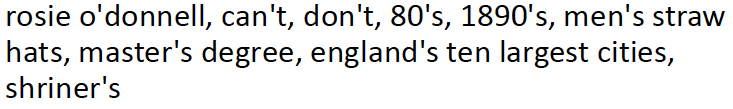 rosie o'donnell, can't, don't, 80's, 1890's, men's straw
hats, master's degree, england's ten largest cities,
shriner's